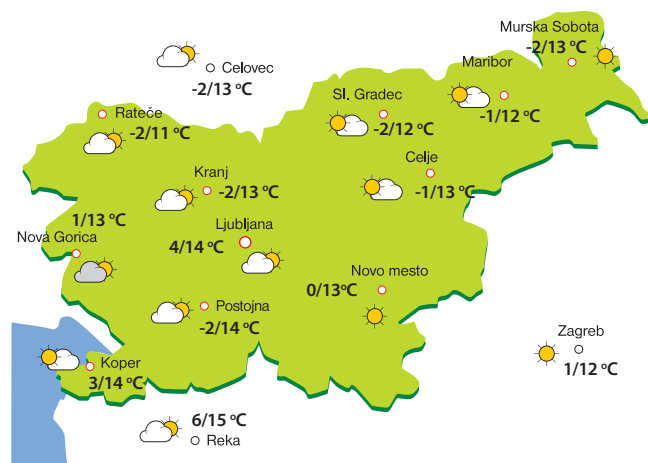 Murska Sobota
-2/13 °C
Celovec
-2/13 °C
Maribor
-1/12 °C
Sl. Gradec
-2/12 °C
Rateče
-2/11 °C
Celje
-1/13 °C
Kranj
-2/13 °C
1/13 °C
Nova Gorica
Ljubljana
4/14 °C
Novo mesto
0/13°C
Postojna
-2/14 °C
Zagreb
1/12 °C
Koper
3/14 °C
6/15 °C
Reka